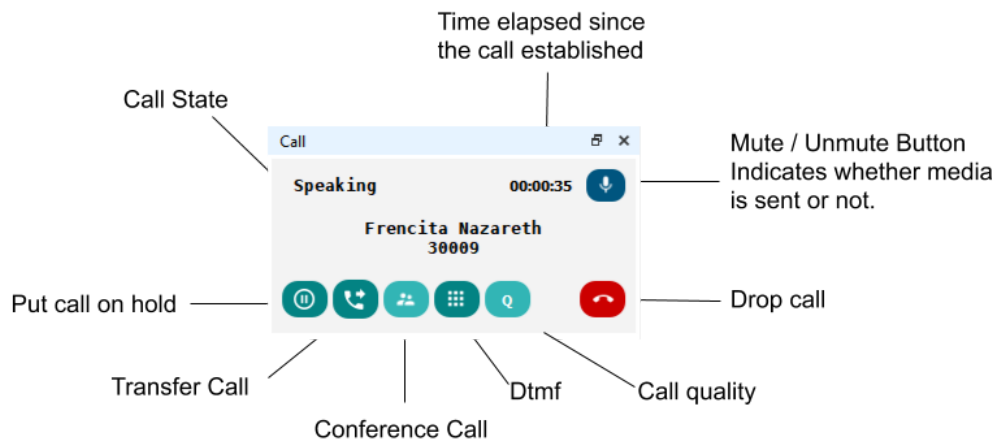 Time elapsed since
the call established
Call State
Call
Mute / Unmute Button
Indicates whether media
is sent or not.
Speaking
00:00:35
Frencita Nazareth
30009
Put call on hold
Q
Drop call
Transfer Call
Dtmf
Call quality
Conference Call